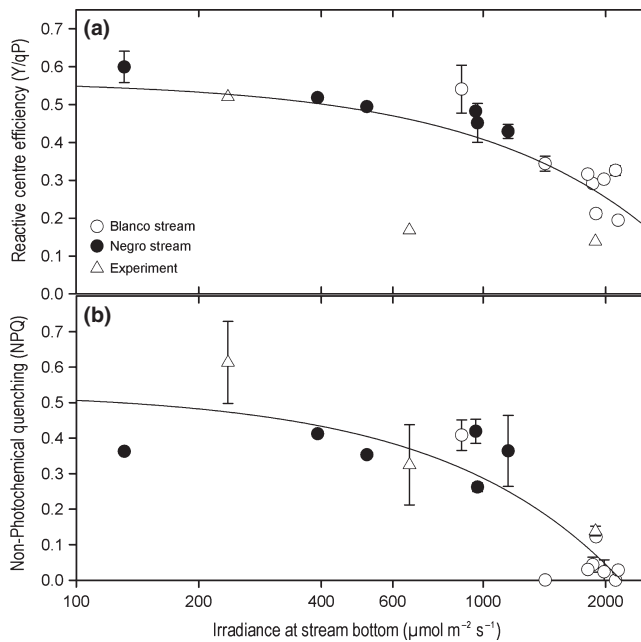 (a)
Reactive centre efficiency (Y/qP)
0.7
0.6
0.5
0.4
0.3
0.2
0.1
0.0
Blanco stream
Negro stream
Experiment
(b)
Non-Photochemical quenching (NPQ)
0.7
0.6
0.5
0.4
0.3
0.2
0.1
0.0
100 200 400 600 1000 2000
Irradiance at stream bottom (µmol m⁻² s⁻¹)